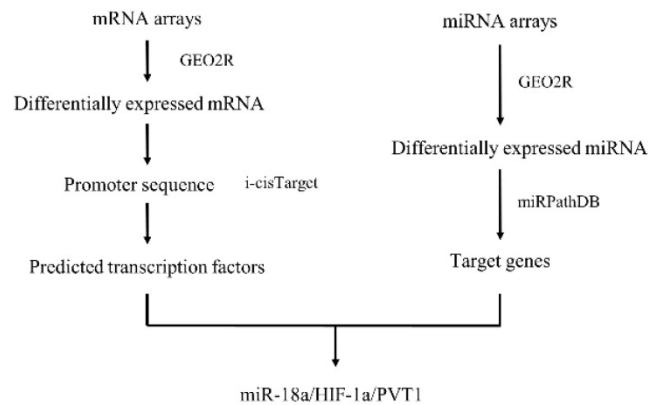 mRNA arrays
GEO2R
Differentially expressed mRNA
Promoter sequence
i-cisTarget
Predicted transcription factors
miRNA arrays
GEO2R
Differentially expressed miRNA
miRPathDB
Target genes
miR-18a/HIF-1a/PVT1